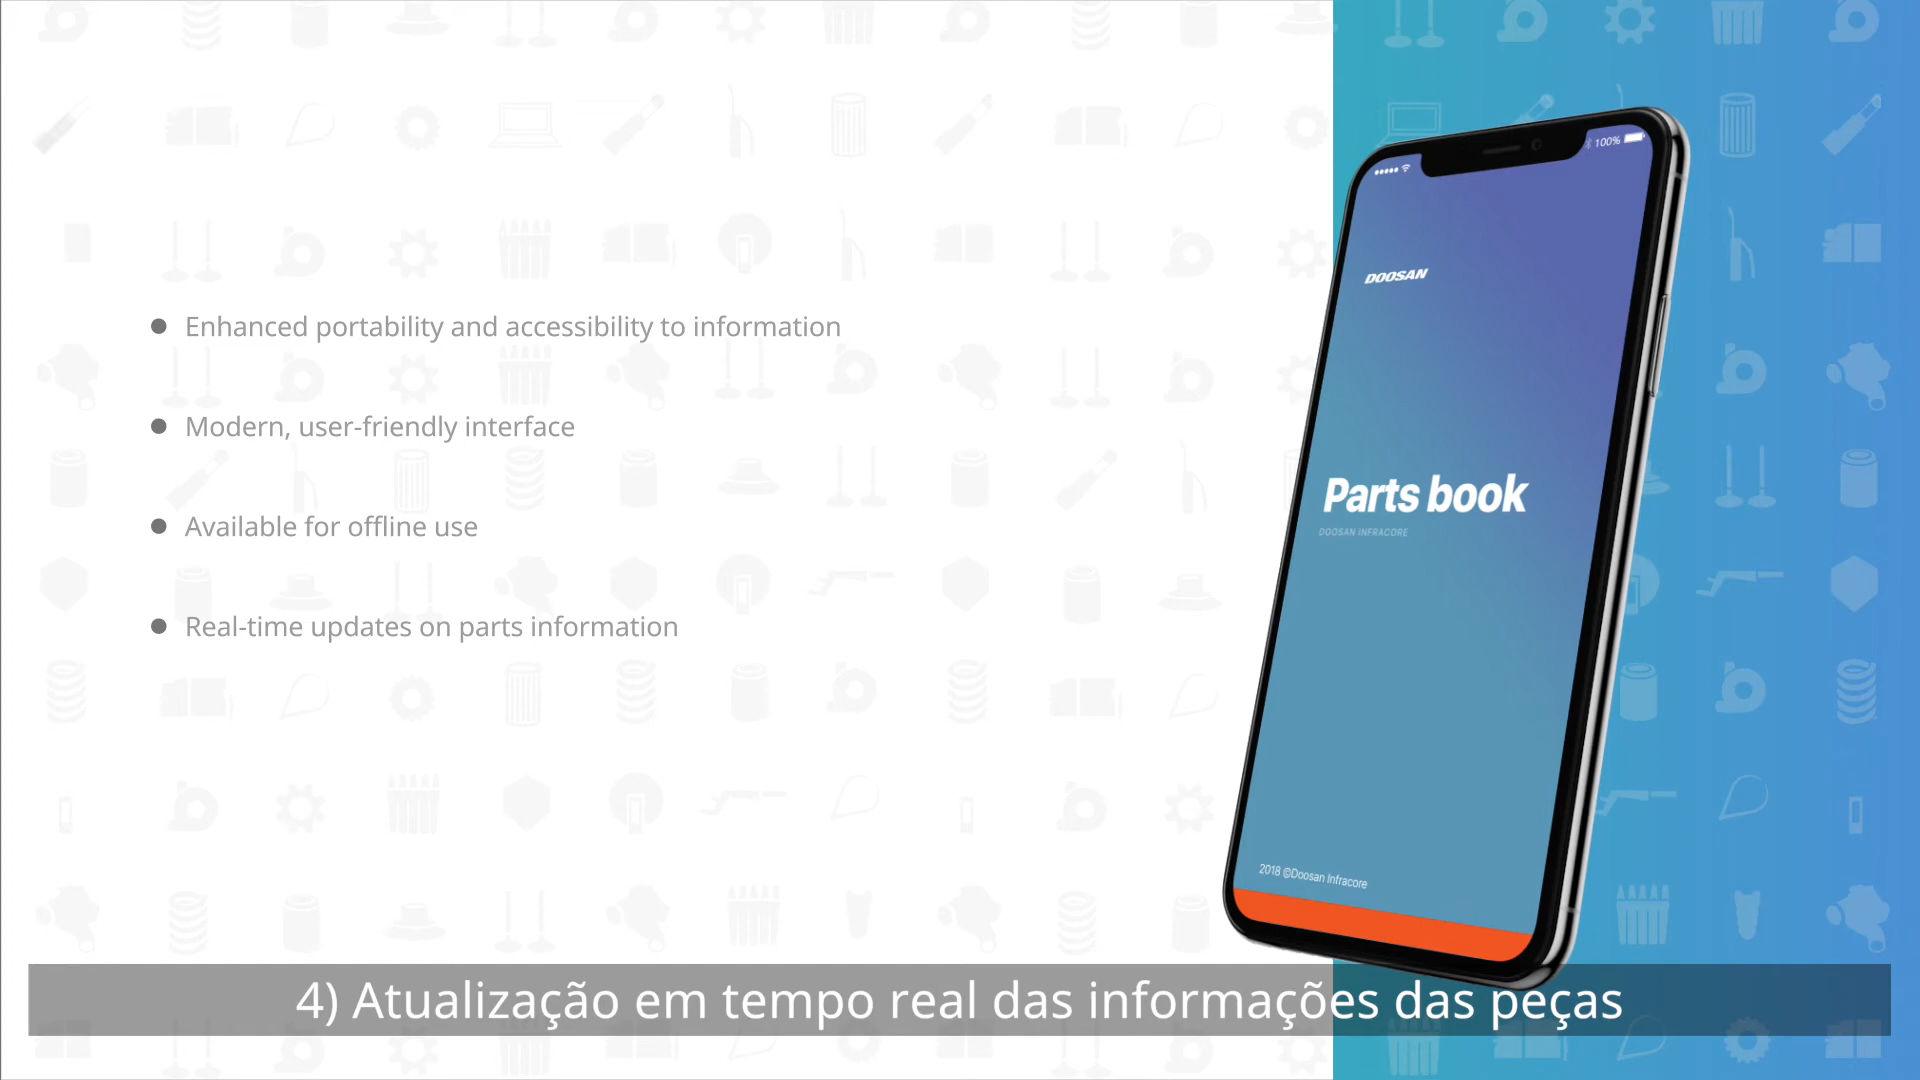 Enhanced portability and accessibility to information
Modern, user-friendly interface
Available for offline use
Real-time updates on parts information
100%
DOOSAN
Parts book
DOOSAN INFRACORE
2018 ©Doosan Infracore
4) Atualização em tempo real das informações das peças